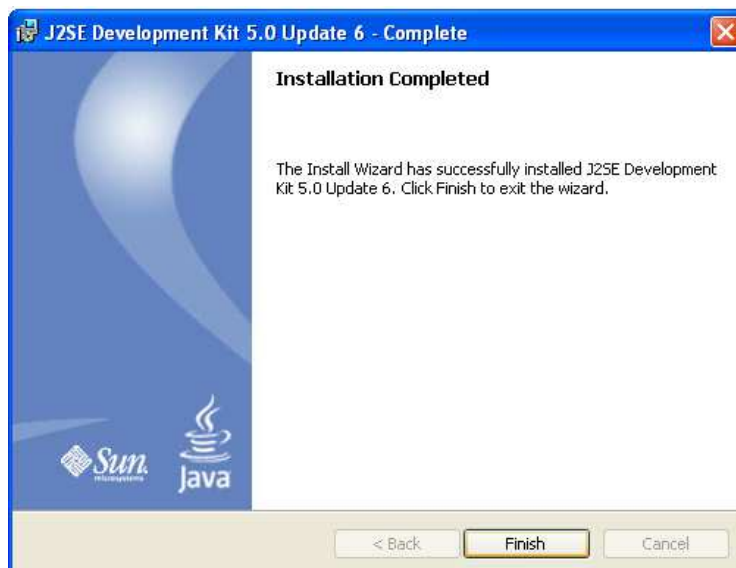 J2SE Development Kit 5.0 Update 6 - Complete
Installation Completed
The Install Wizard has successfully installed J2SE Development
Kit 5.0 Update 6. Click Finish to exit the wizard.
Sun
microsystems
Java
< Back
Finish
Cancel